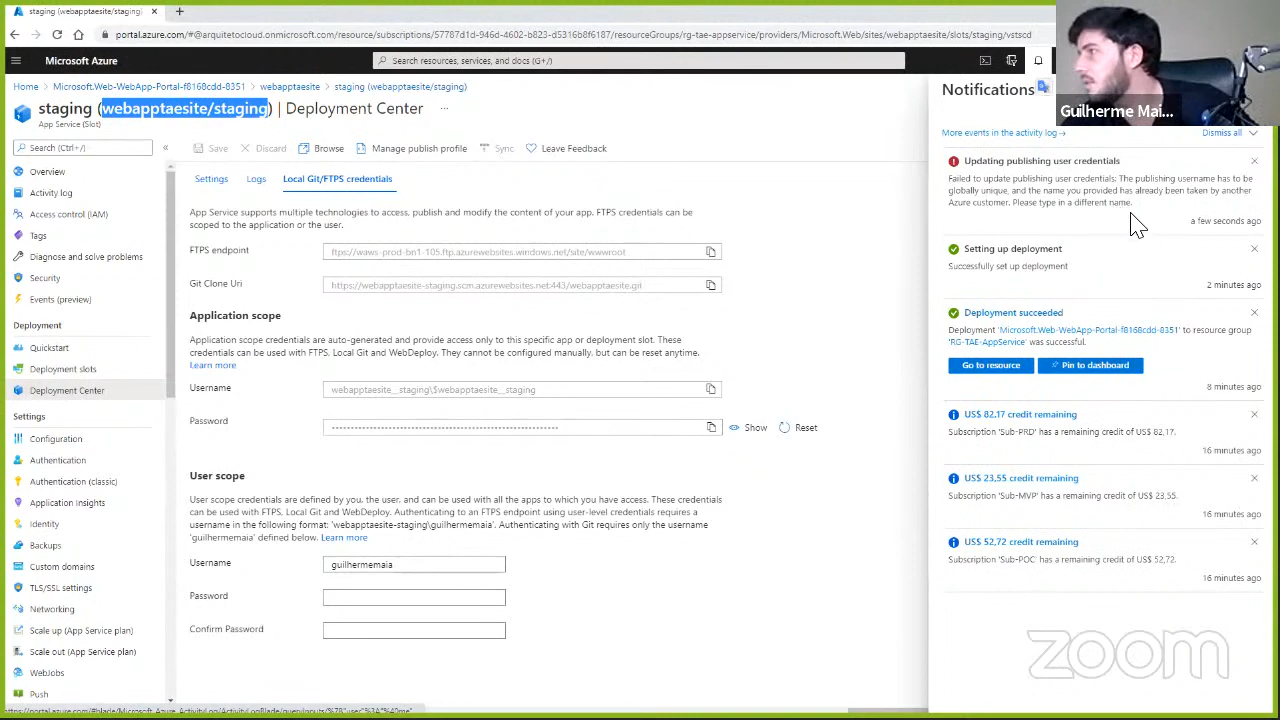 staging (webapptaesite/staging)
portal.azure.com/#@arquitetocloud.onmicrosoft.com/resource/subscriptions/57787d1d-946d-4602-b823-d5316b8f6187/resourceGroups/rg-tae-appservice/providers/Microsoft.Web/sites/webapptaesite/slots/staging/vstscd
Microsoft Azure
Search resources, services, and docs (G+/)
Home > Microsoft.Web-WebApp-Portal-f8168cdd-8351 > webapptaesite > staging (webapptaesite/staging)
staging (webapptaesite/staging) | Deployment Center ...
App Service (Slot)
Search (Ctrl+/)
«
Overview
Activity log
Access control (IAM)
Tags
Diagnose and solve problems
Security
Events (preview)
Deployment
Quickstart
Deployment slots
Deployment Center
Settings
Configuration
Authentication
Authentication (classic)
Application Insights
Identity
Backups
Custom domains
TLS/SSL settings
Networking
Scale up (App Service plan)
Scale out (App Service plan)
WebJobs
Push
Save Discard Browse Manage publish profile Sync Leave Feedback
Settings Logs Local Git/FTPS credentials
App Service supports multiple technologies to access, publish and modify the content of your app. FTPS credentials can be
scoped to the application or the user.
FTPS endpoint ftps://waws-prod-bn1-105.ftp.azurewebsites.windows.net/site/wwwroot
Git Clone Uri https://webapptaesite-staging.scm.azurewebsites.net:443/webapptaesite.git
Application scope
Application scope credentials are auto-generated and provide access only to this specific app or deployment slot. These
credentials can be used with FTPS, Local Git and WebDeploy. They cannot be configured manually, but can be reset anytime.
Learn more
Username webapptaesite__staging\$webapptaesite__staging
Password
Show Reset
User scope
User scope credentials are defined by you, the user, and can be used with all the apps to which you have access. These credentials
can be used with FTPS, Local Git and WebDeploy. Authenticating to an FTPS endpoint using user-level credentials requires a
username in the following format: 'webapptaesite-staging\guilhermemaia'. Authenticating with Git requires only the username
'guilhermemaia' defined below. Learn more
Username guilhermemaia
Password
Confirm Password
Notifications
Guilherme Mai...
More events in the activity log → Dismiss all
Updating publishing user credentials
Failed to update publishing user credentials: The publishing username has to be
globally unique, and the name you provided has already been taken by another
Azure customer. Please type in a different name.
a few seconds ago
Setting up deployment
Successfully set up deployment
2 minutes ago
Deployment succeeded
Deployment 'Microsoft.Web-WebApp-Portal-f8168cdd-8351' to resource group
'RG-TAE-AppService' was successful.
Go to resource Pin to dashboard
8 minutes ago
US$ 82,17 credit remaining
Subscription 'Sub-PRD' has a remaining credit of US$ 82,17.
16 minutes ago
US$ 23,55 credit remaining
Subscription 'Sub-MVP' has a remaining credit of US$ 23,55.
16 minutes ago
US$ 52,72 credit remaining
Subscription 'Sub-POC' has a remaining credit of US$ 52,72.
16 minutes ago
zoom